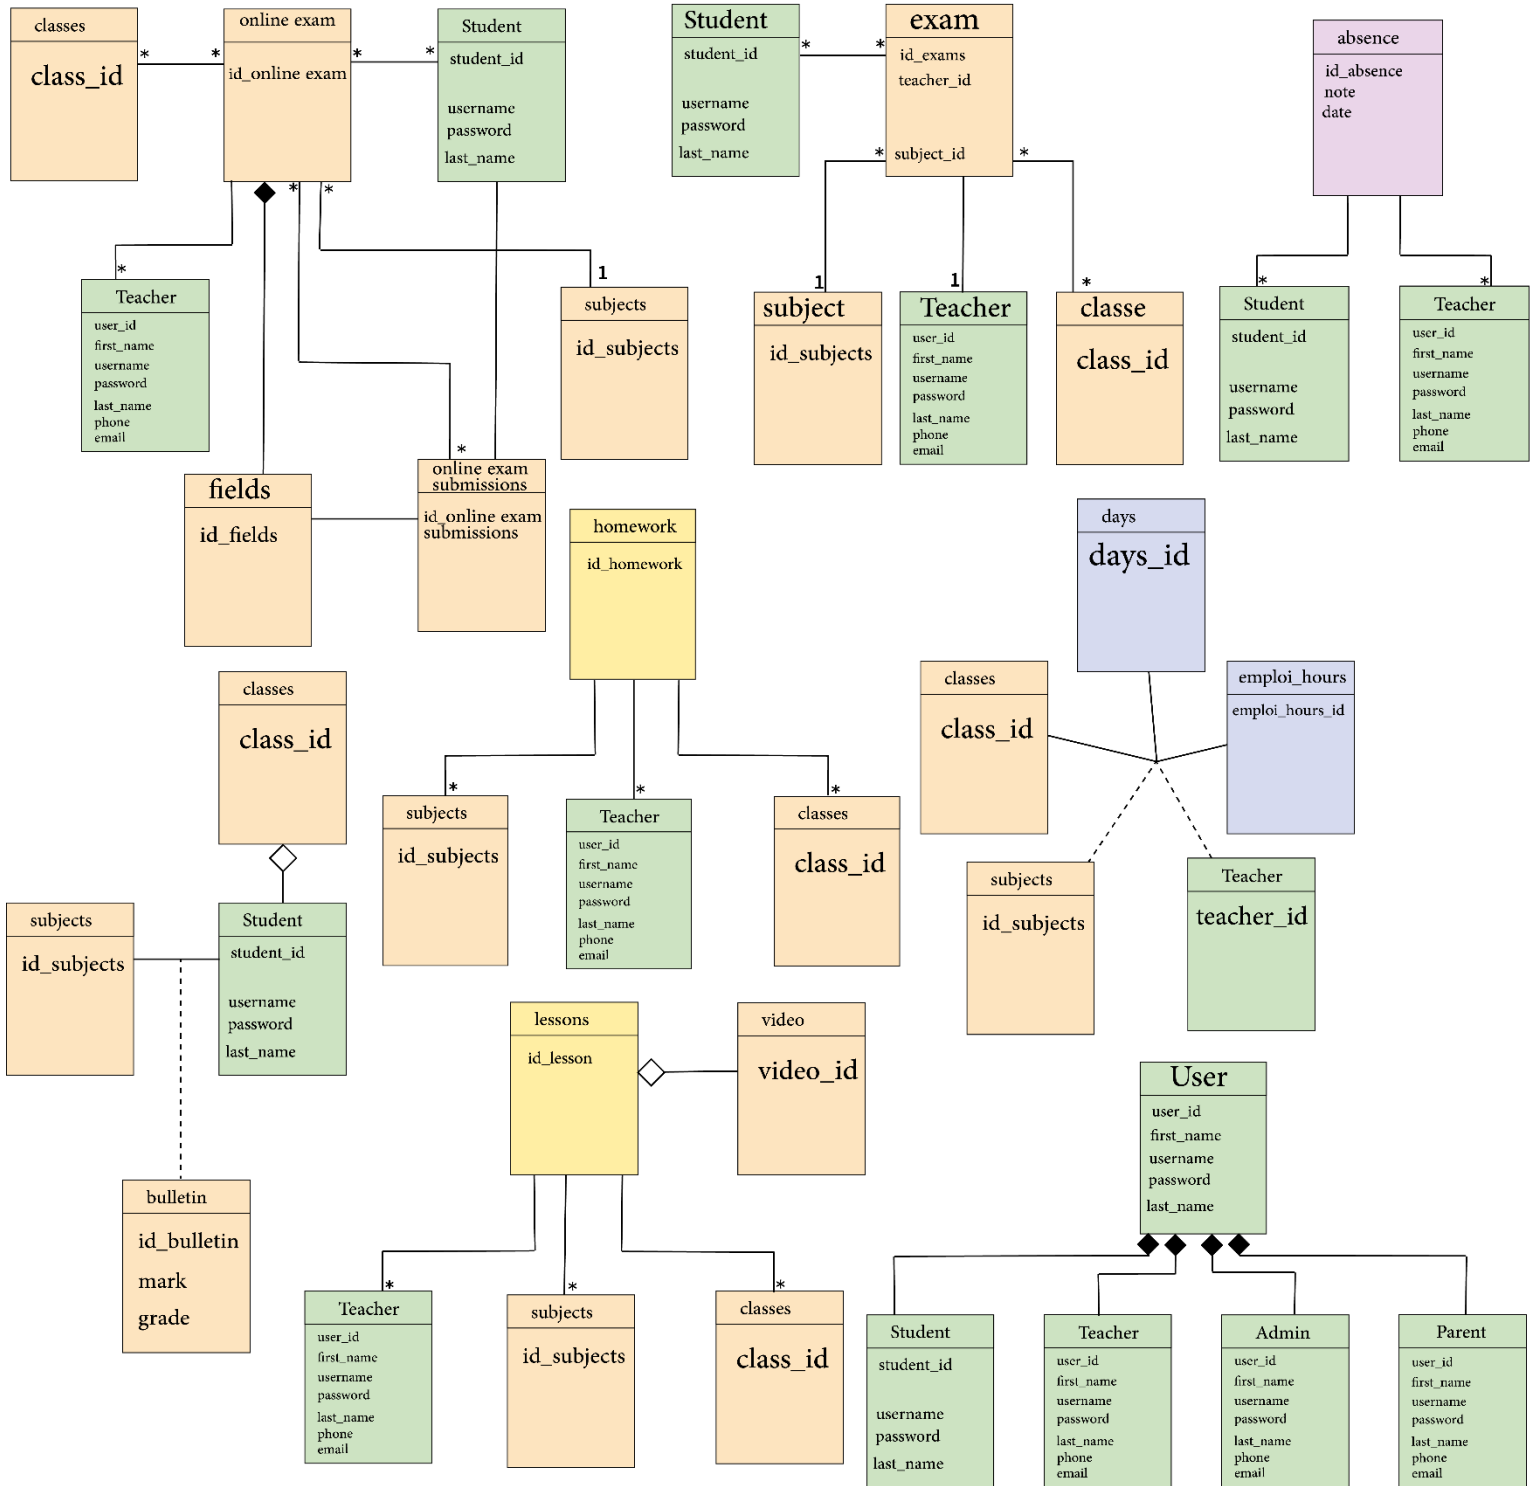 classes
class_id
*
*
online exam
id_online exam
*
*
Student
student_id
username
password
last_name
*
*
*
Teacher
user_id
first_name
username
password
last_name
phone
email
1
subjects
id_subjects
fields
id_fields
*
online exam
submissions
id_online exam
submissions
Student
student_id
username
password
last_name
*
*
exam
id_exams
teacher_id
subject_id
*
*
1
subject
id_subjects
1
Teacher
user_id
first_name
username
password
last_name
phone
email
*
classe
class_id
absence
id_absence
note
date
*
Student
student_id
username
password
last_name
*
Teacher
user_id
first_name
username
password
last_name
phone
email
homework
id_homework
*
subjects
id_subjects
*
Teacher
user_id
first_name
username
password
last_name
phone
email
*
classes
class_id
days
days_id
classes
class_id
emploi_hours
emploi_hours_id
subjects
id_subjects
Teacher
teacher_id
classes
class_id
subjects
id_subjects
Student
student_id
username
password
last_name
bulletin
id_bulletin
mark
grade
lessons
id_lesson
video
video_id
*
Teacher
user_id
first_name
username
password
last_name
phone
email
*
subjects
id_subjects
*
classes
class_id
User
user_id
first_name
username
password
last_name
Student
student_id
username
password
last_name
Teacher
user_id
first_name
username
password
last_name
phone
email
Admin
user_id
first_name
username
password
last_name
phone
email
Parent
user_id
first_name
username
password
last_name
phone
email